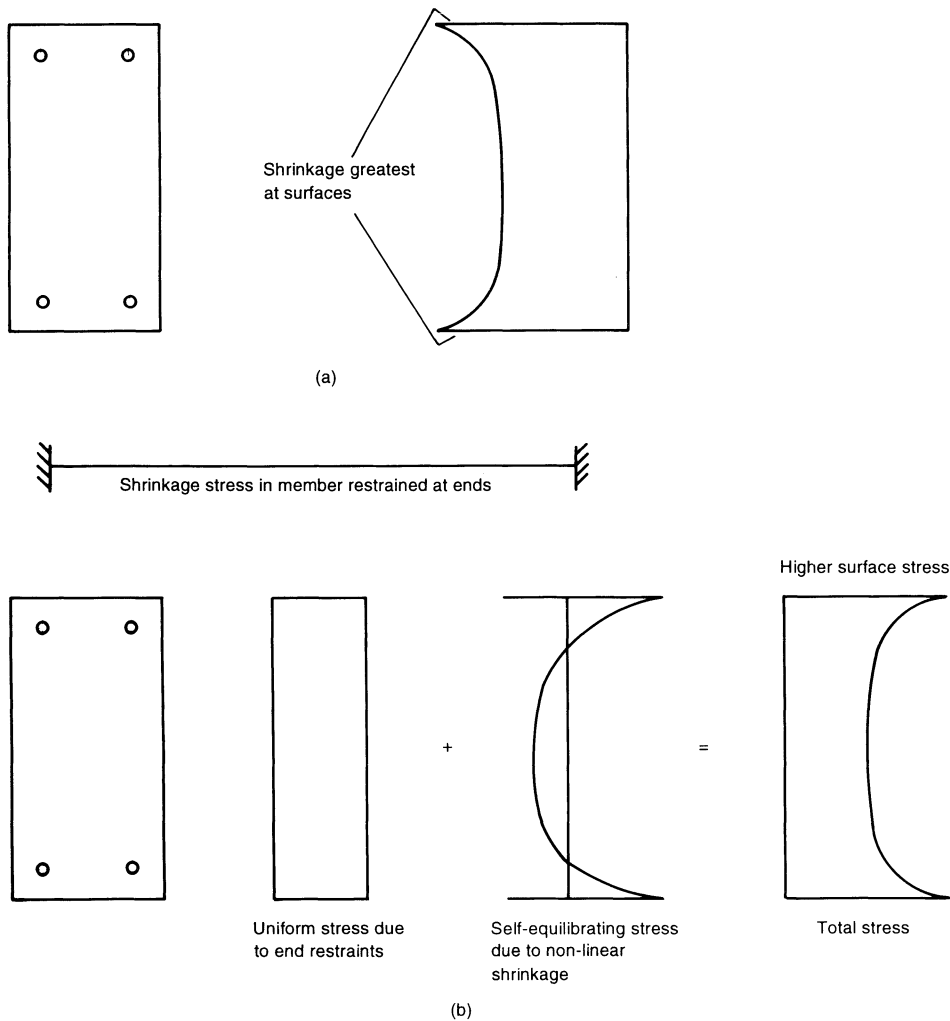 Shrinkage greatest
at surfaces
(a)
Shrinkage stress in member restrained at ends
Higher surface stress
+
=
Uniform stress due
to end restraints
Self-equilibrating stress
due to non-linear
shrinkage
Total stress
(b)